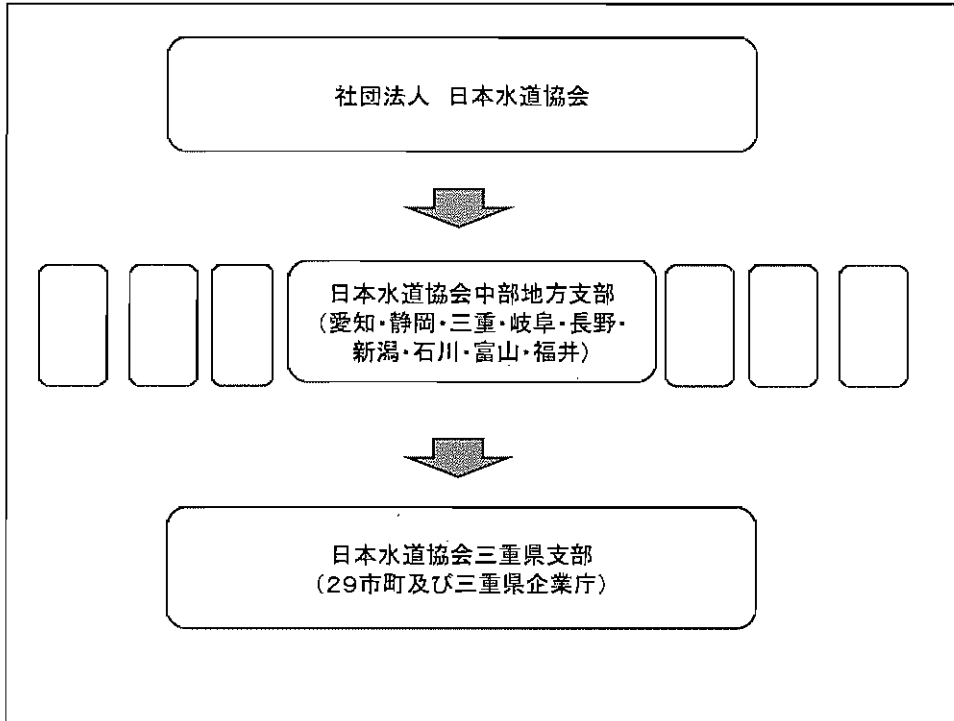 社団法人　日本水道協会
日本水道協会中部地方支部
(愛知・静岡・三重・岐阜・長野・
新潟・石川・富山・福井)
日本水道協会三重県支部
(29市町及び三重県企業庁)